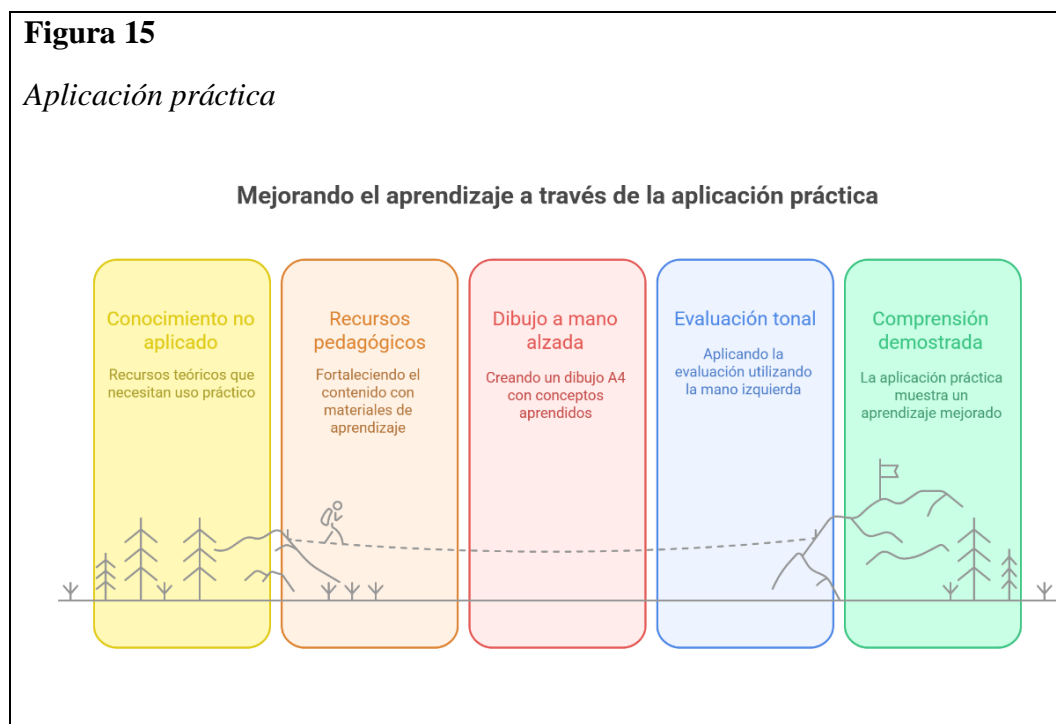 Figura 15
Aplicación práctica
Mejorando el aprendizaje a través de la aplicación práctica
Conocimiento no
aplicado
Recursos teóricos que
necesitan uso práctico
Recursos
pedagógicos
Fortaleciendo el
contenido con
materiales de
aprendizaje
Dibujo a mano
alzada
Creando un dibujo A4
con conceptos
aprendidos
Evaluación tonal
Aplicando la
evaluación utilizando
la mano izquierda
Comprensión
demostrada
La aplicación práctica
muestra un
aprendizaje mejorado